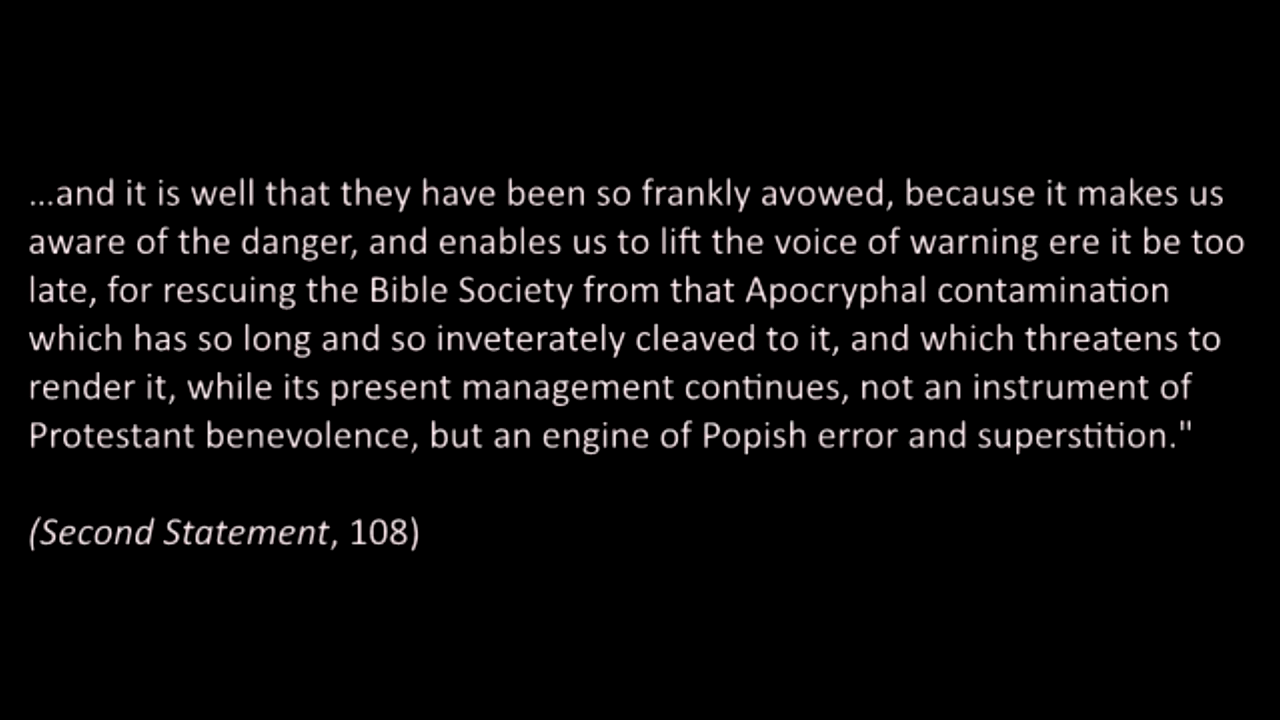 ...and it is well that they have been so frankly avowed, because it makes us
aware of the danger, and enables us to lift the voice of warning ere it be too
late, for rescuing the Bible Society from that Apocryphal contamination
which has so long and so inveterately cleaved to it, and which threatens to
render it, while its present management continues, not an instrument of
Protestant benevolence, but an engine of Popish error and superstition."
(Second Statement, 108)